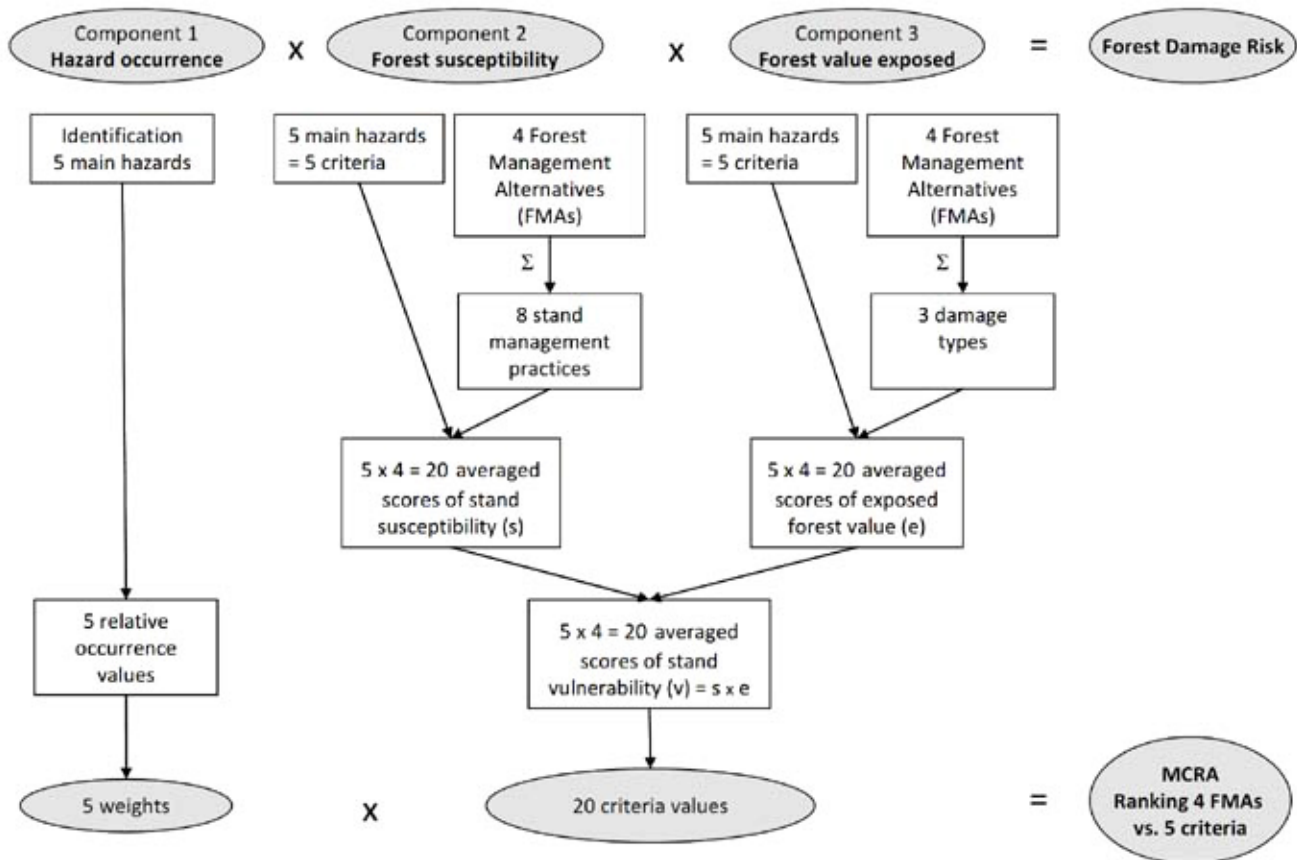 Component 1
Hazard occurrence
x
Component 2
Forest susceptibility
x
Component 3
Forest value exposed
=
Forest Damage Risk
Identification
5 main hazards
5 main hazards
= 5 criteria
4 Forest
Management
Alternatives
(FMAs)
5 main hazards
= 5 criteria
4 Forest
Management
Alternatives
(FMAs)
Σ
Σ
8 stand
management
practices
3 damage
types
5 x 4 = 20 averaged
scores of stand
susceptibility (s)
5 x 4 = 20 averaged
scores of exposed
forest value (e)
5 relative
occurrence
values
5 x 4 = 20 averaged
scores of stand
vulnerability (v) = s x e
5 weights
x
20 criteria values
=
MCRA
Ranking 4 FMAs
vs. 5 criteria